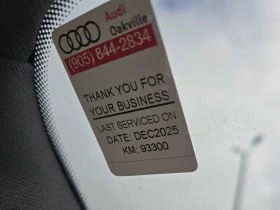 Audi
Oakville
(905) 844-2834
THANK YOU FOR
YOUR BUSINESS
LAST SERVICED ON:
DATE: DEC2025
KM: 93300